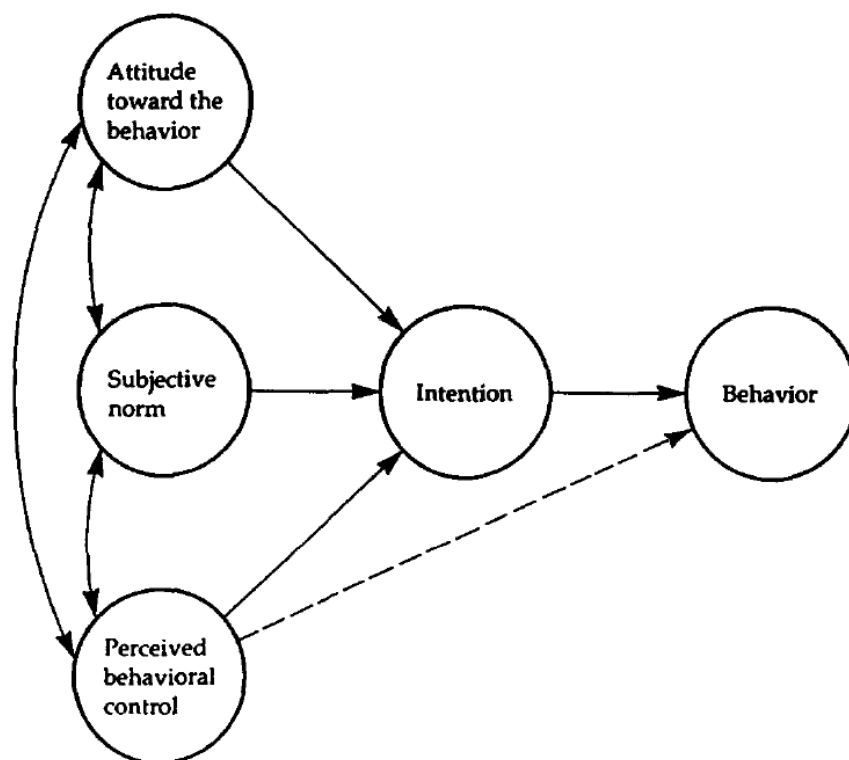 Attitude
toward the
behavior
Subjective
norm
Intention
Behavior
Perceived
behavioral
control